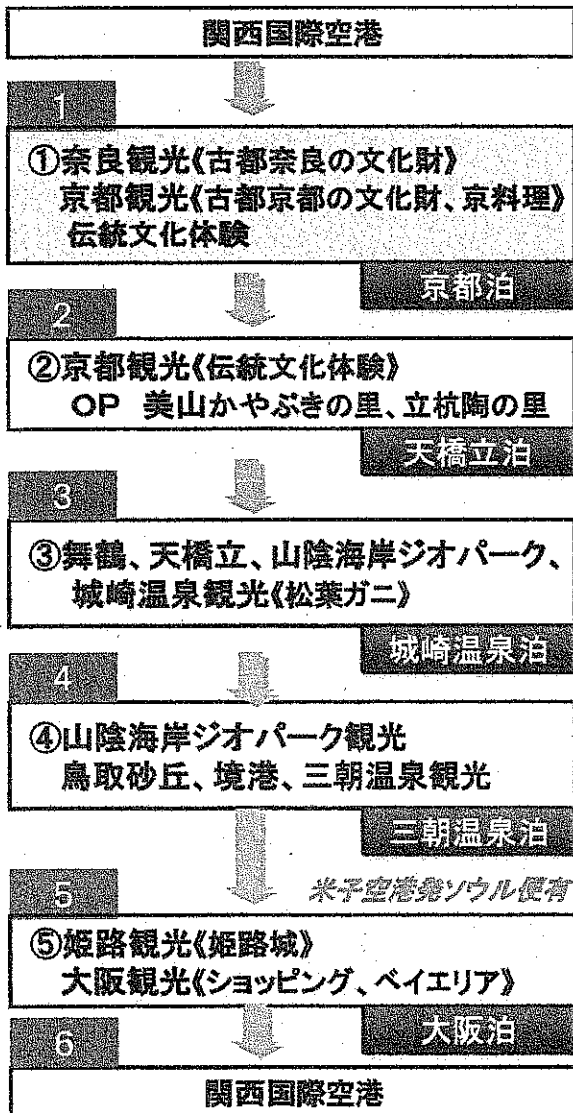 関西国際空港
1
①奈良観光《古都奈良の文化財》
京都観光《古都京都の文化財、京料理》
伝統文化体験
京都泊
2
②京都観光《伝統文化体験》
OP 美山かやぶきの里、立杭陶の里
天橋立泊
3
③舞鶴、天橋立、山陰海岸ジオパーク、
城崎温泉観光《松葉ガニ》
城崎温泉泊
4
④山陰海岸ジオパーク観光
鳥取砂丘、境港、三朝温泉観光
三朝温泉泊
米子空港発ソウル便有
5
⑤姫路観光《姫路城》
大阪観光《ショッピング、ベイエリア》
大阪泊
6
関西国際空港